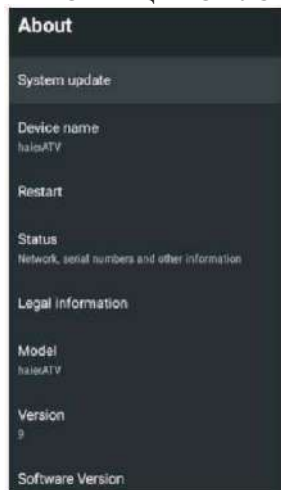 About
System update
Device name
haierATV
Restart
Status
Network, serial numbers and other information
Legal information
Model
haierATV
Version
9
Software Version